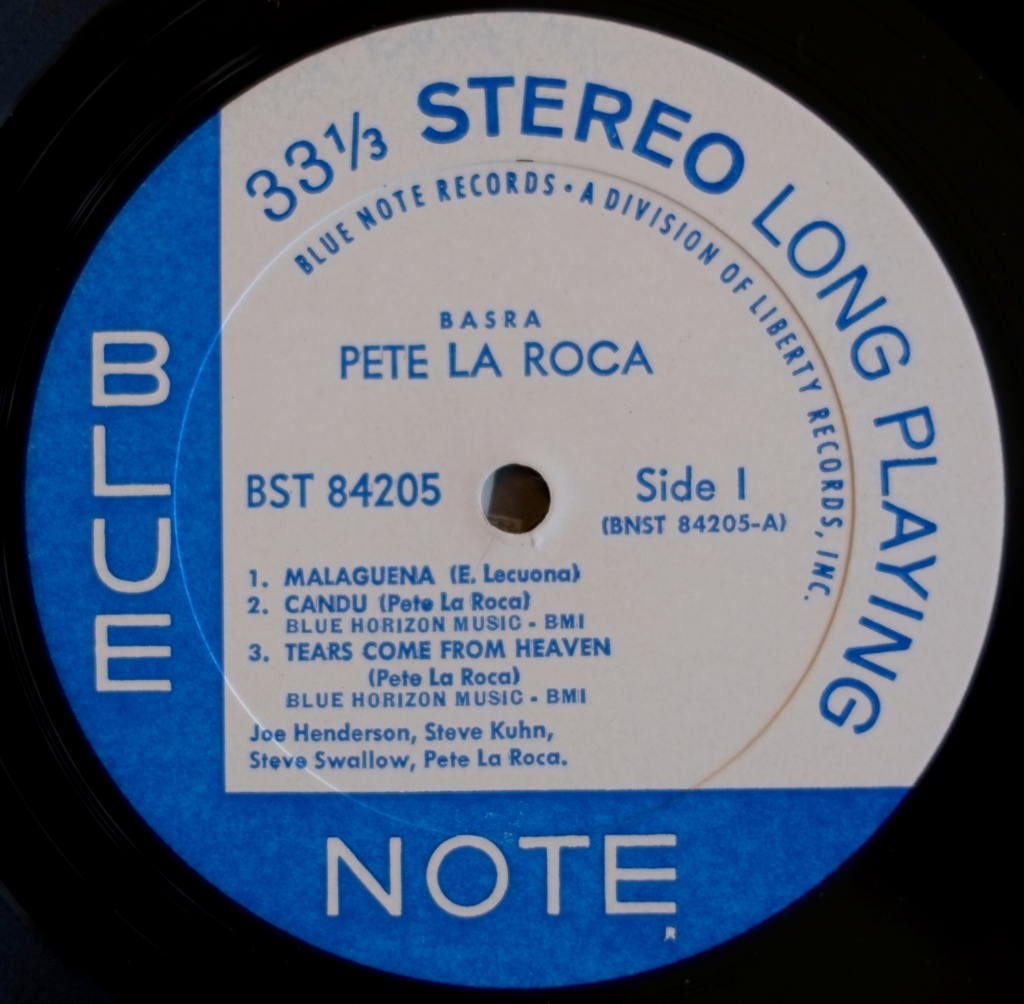 33⅓ STEREO LONG PLAYING
BLUE NOTE RECORDS • A DIVISION OF LIBERTY RECORDS, INC.
BASRA
PETE LA ROCA
BST 84205
Side 1
(BNST 84205-A)
1. MALAGUENA (E. Lecuona)
2. CANDU (Pete La Roca)
BLUE HORIZON MUSIC - BMI
3. TEARS COME FROM HEAVEN
(Pete La Roca)
BLUE HORIZON MUSIC - BMI
Joe Henderson, Steve Kuhn,
Steve Swallow, Pete La Roca.
BLUE
NOTE
R